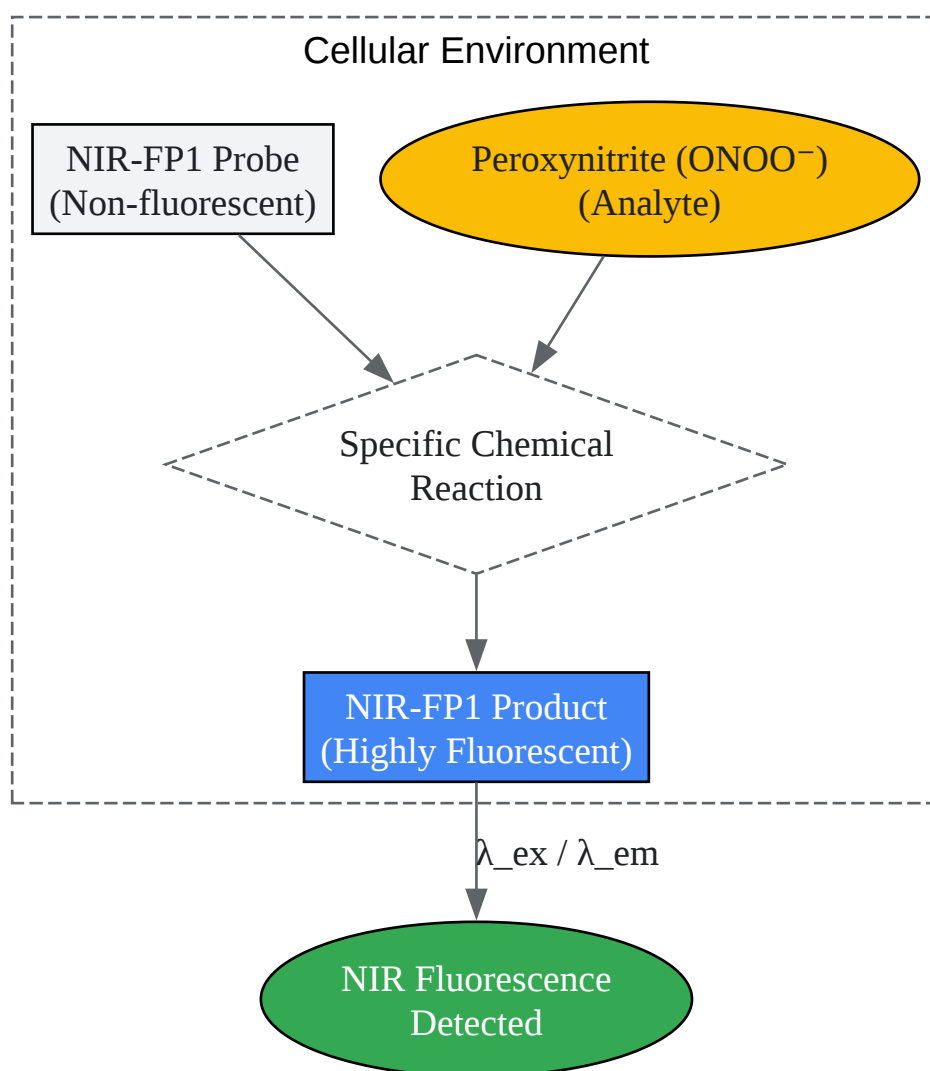 Cellular Environment
NIR-FP1 Probe
(Non-fluorescent)
Peroxynitrite (ONOO⁻)
(Analyte)
Specific Chemical
Reaction
NIR-FP1 Product
(Highly Fluorescent)
λ_ex / λ_em
NIR Fluorescence
Detected